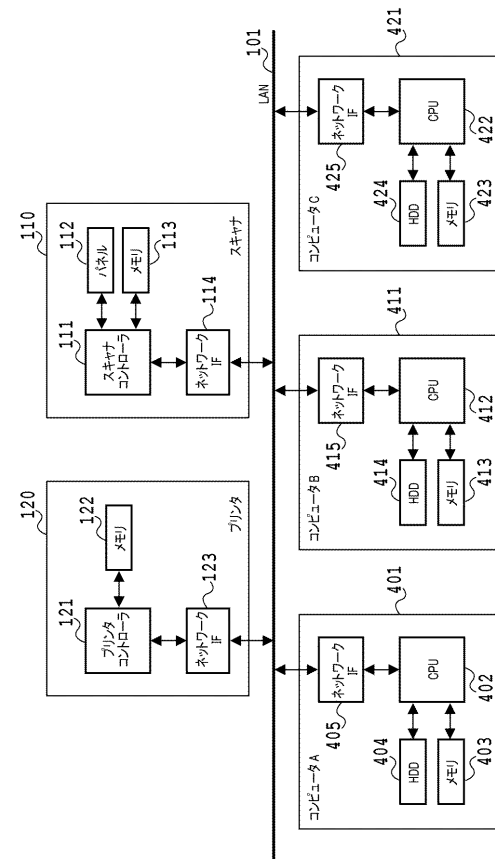 120
121
プリンタ
コントローラ
122
メモリ
123
ネットワーク
IF
プリンタ
110
111
スキャナ
コントローラ
112
パネル
113
メモリ
114
ネットワーク
IF
スキャナ
101
LAN
401
コンピュータA
405
ネットワーク
IF
404
HDD
CPU
402
メモリ
403
411
コンピュータB
415
ネットワーク
IF
414
HDD
CPU
412
メモリ
413
421
コンピュータC
425
ネットワーク
IF
424
HDD
CPU
422
メモリ
423